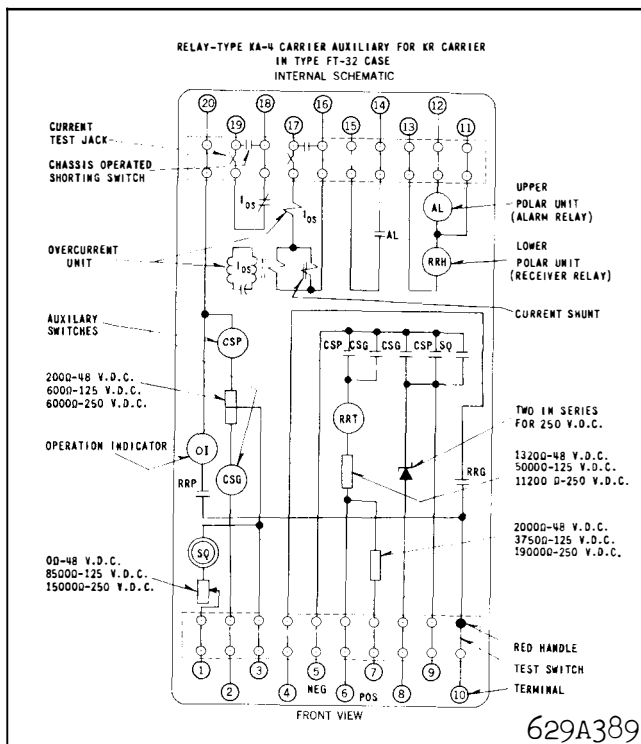 RELAY-TYPE KA-4 CARRIER AUXILIARY FOR KR CARRIER
IN TYPE FT-32 CASE
INTERNAL SCHEMATIC
20
19
18
17
16
15
14
13
12
11
CURRENT
TEST JACK
CHASSIS OPERATED
SHORTING SWITCH
IOS
IOS
AL
AL
UPPER
POLAR UNIT
(ALARM RELAY)
OVERCURRENT
UNIT
IOS
RRH
LOWER
POLAR UNIT
(RECEIVER RELAY)
CURRENT SHUNT
AUXILARY
SWITCHES
CSP
CSP
CSG
CSG
CSP
SQ
200Ω-48 V.D.C.
600Ω-125 V.D.C.
6000Ω-250 V.D.C.
RRT
TWO IN SERIES
FOR 250 V.D.C.
OPERATION INDICATOR
OI
CSG
RRP
RRG
1320Ω-48 V.D.C.
5000Ω-125 V.D.C.
11200 Ω-250 V.D.C.
SQ
2000Ω-48 V.D.C.
3750Ω-125 V.D.C.
19000Ω-250 V.D.C.
0Ω-48 V.D.C.
8500Ω-125 V.D.C.
15000Ω-250 V.D.C.
RED HANDLE
TEST SWITCH
TERMINAL
1
2
3
4
5
NEG
6
POS
7
8
9
10
FRONT VIEW
629A389